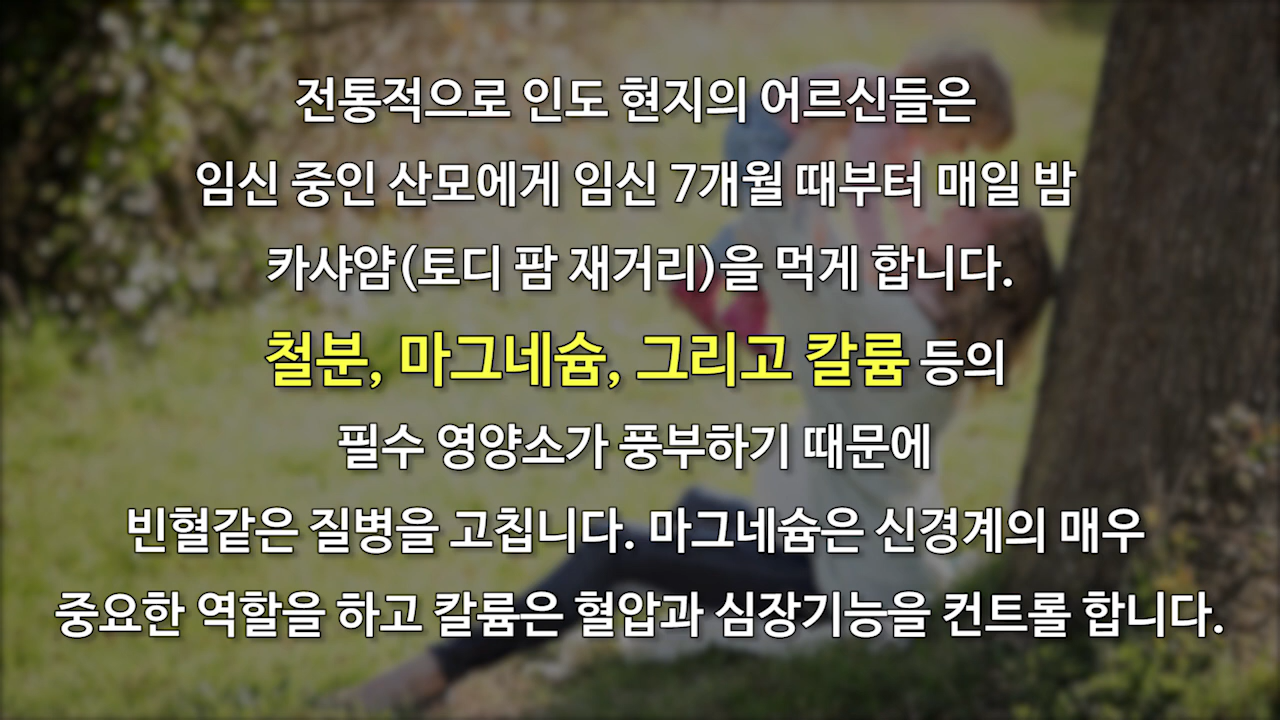 전통적으로 인도 현지의 어르신들은
임신 중인 산모에게 임신 7개월 때부터 매일 밤
카샤얌(토디 팜 재거리)을 먹게 합니다.
철분, 마그네슘, 그리고 칼륨 등의
필수 영양소가 풍부하기 때문에
빈혈같은 질병을 고칩니다. 마그네슘은 신경계의 매우
중요한 역할을 하고 칼륨은 혈압과 심장기능을 컨트롤 합니다.